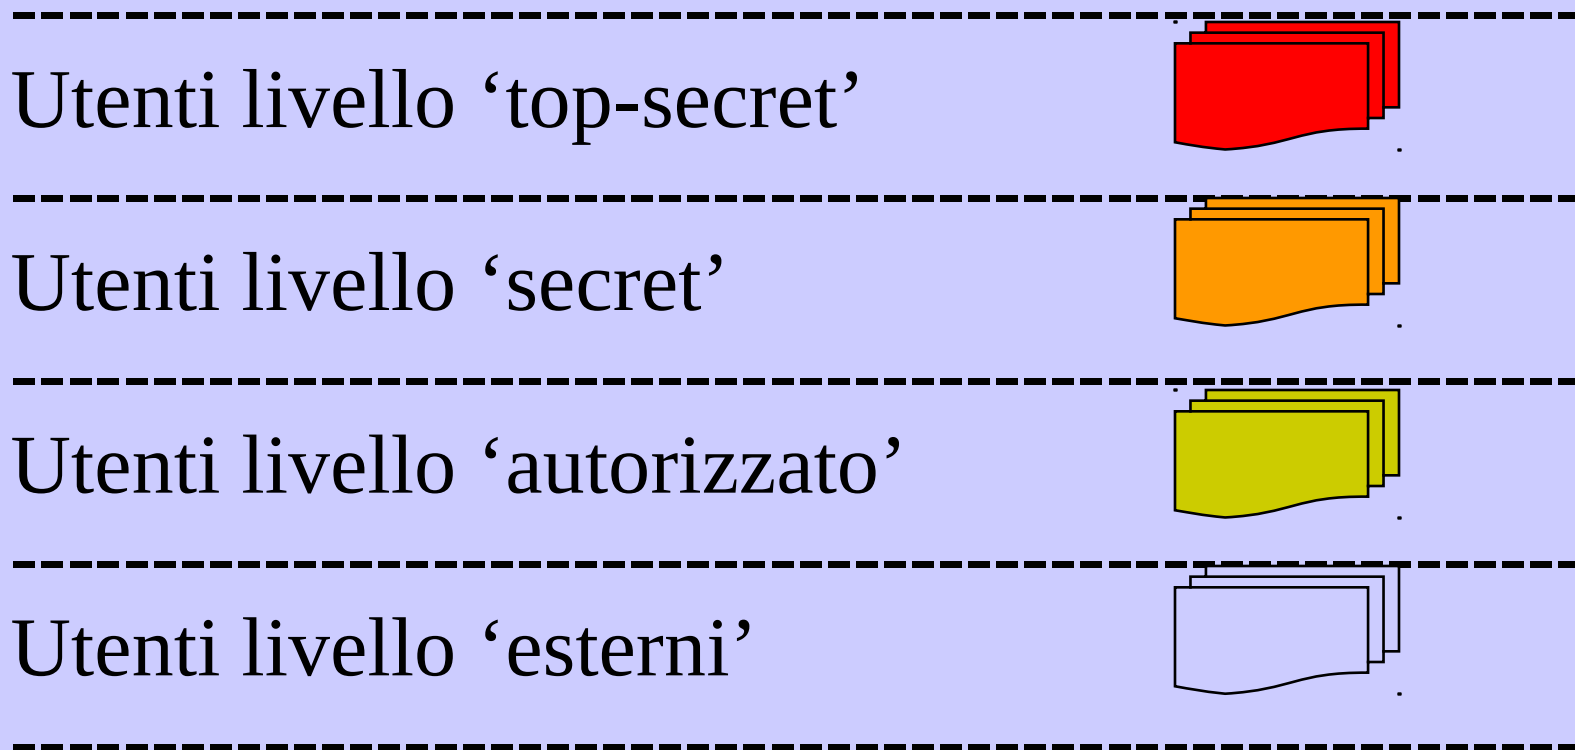 Utenti livello ‘top-secret’
Utenti livello ‘secret’
Utenti livello ‘autorizzato’
Utenti livello ‘esterni’